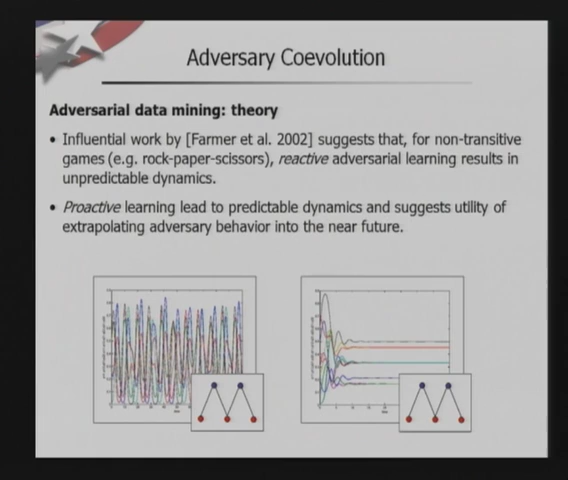 Adversary Coevolution
Adversarial data mining: theory
• Influential work by [Farmer et al. 2002] suggests that, for non-transitive
games (e.g. rock-paper-scissors), reactive adversarial learning results in
unpredictable dynamics.
• Proactive learning lead to predictable dynamics and suggests utility of
extrapolating adversary behavior into the near future.